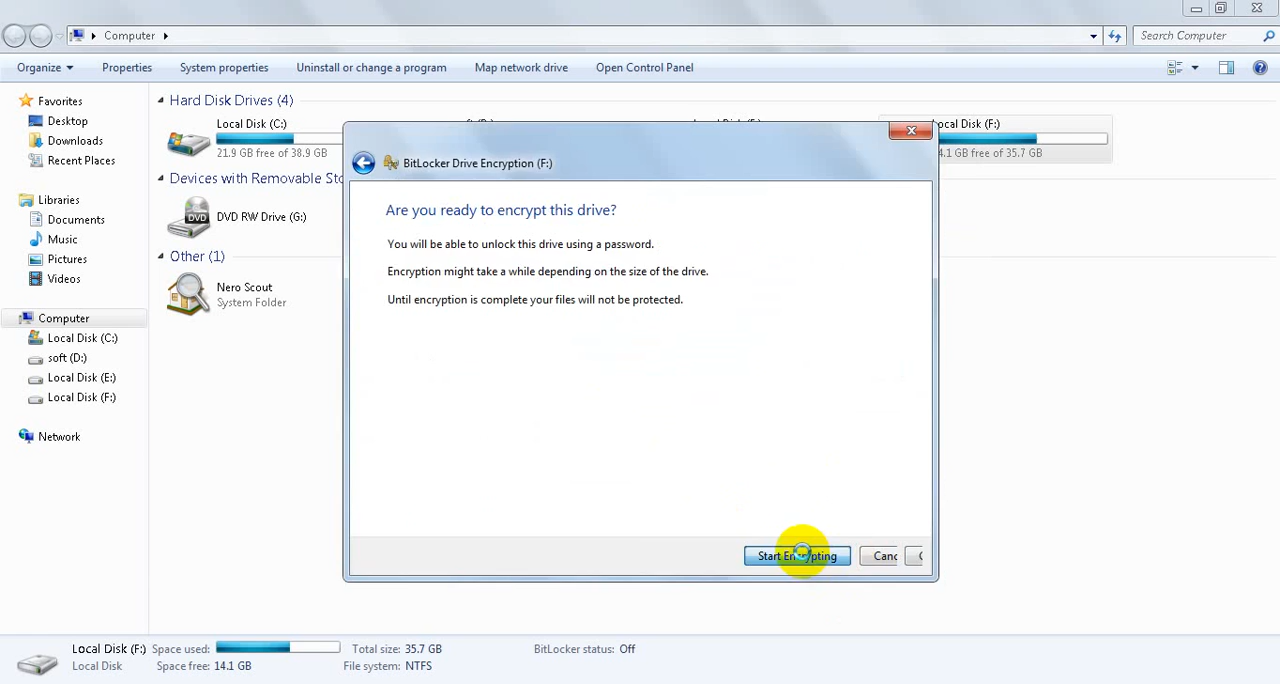 Computer
Search Computer
Organize
Properties
System properties
Uninstall or change a program
Map network drive
Open Control Panel
Favorites
Desktop
Downloads
Recent Places
Libraries
Documents
Music
Pictures
Videos
Computer
Local Disk (C:)
soft (D:)
Local Disk (E:)
Local Disk (F:)
Network
Hard Disk Drives (4)
Local Disk (C:)
21.9 GB free of 38.9 GB
ocal Disk (F:)
4.1 GB free of 35.7 GB
Devices with Removable Sto
DVD RW Drive (G:)
DVD
Other (1)
Nero Scout
System Folder
BitLocker Drive Encryption (F:)
Are you ready to encrypt this drive?
You will be able to unlock this drive using a password.
Encryption might take a while depending on the size of the drive.
Until encryption is complete your files will not be protected.
Start Encrypting
Canc
Local Disk (F:) Space used: Total size: 35.7 GB BitLocker status: Off
Local Disk Space free: 14.1 GB File system: NTFS